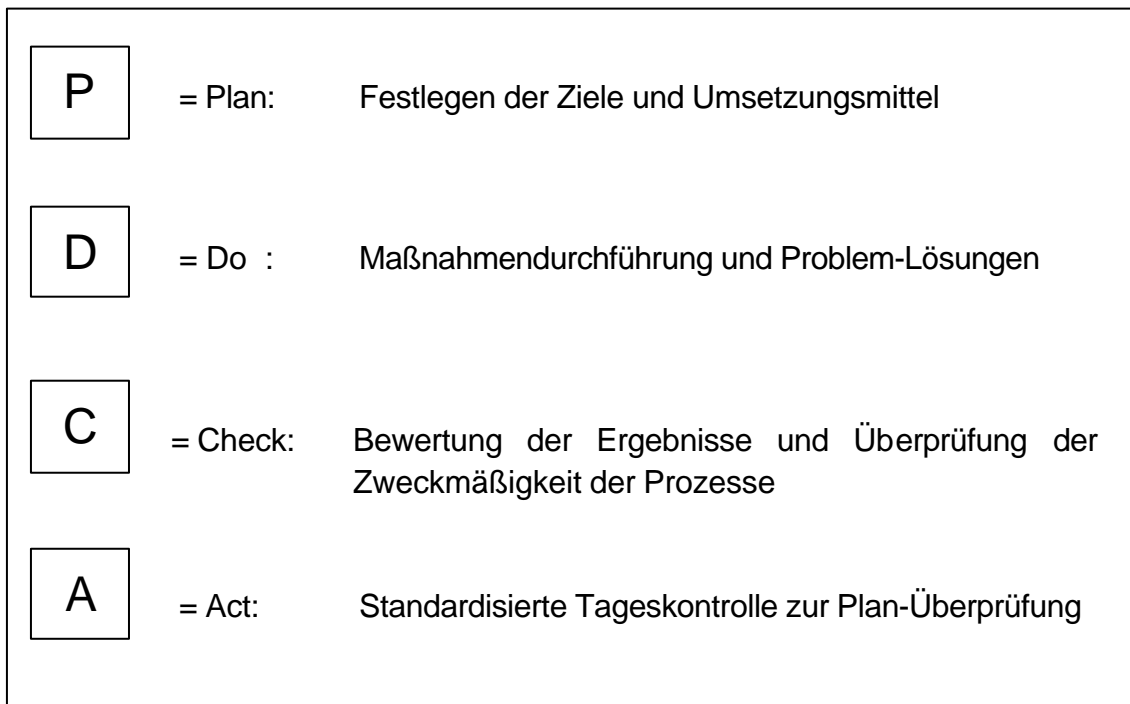 P = Plan: Festlegen der Ziele und Umsetzungsmittel
D = Do : Maßnahmendurchführung und Problem-Lösungen
C = Check: Bewertung der Ergebnisse und Überprüfung der
Zweckmäßigkeit der Prozesse
A = Act: Standardisierte Tageskontrolle zur Plan-Überprüfung